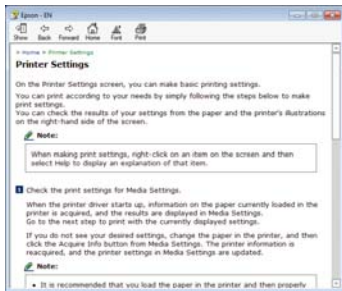 Epson - EN
Show Back Forward Home Font Print
> Home > Printer Settings
Printer Settings
On the Printer Settings screen, you can make basic printing settings.
You can print according to your needs by simply following the steps below to make
print settings.
You can check the results of your settings from the paper and the printer's illustrations
on the right-hand side of the screen.
Note:
When making print settings, right-click on an item on the screen and then
select Help to display an explanation of that item.
1 Check the print settings for Media Settings.
When the printer driver starts up, information on the paper currently loaded in the
printer is acquired, and the results are displayed in Media Settings.
Go to the next step to print with the currently displayed settings.
If you do not see your desired settings, change the paper in the printer, and then
click the Acquire Info button from Media Settings. The printer information is
reacquired, and the printer settings in Media Settings are updated.
Note:
• It is recommended that you load the paper in the printer and then properly